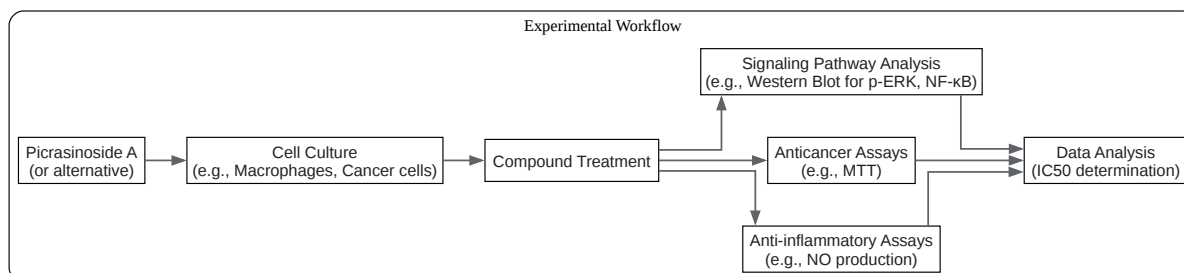 Experimental Workflow
Signaling Pathway Analysis
(e.g., Western Blot for p-ERK, NF-κB)
Picrasinoside A
(or alternative)
Cell Culture
(e.g., Macrophages, Cancer cells)
Compound Treatment
Anticancer Assays
(e.g., MTT)
Data Analysis
(IC50 determination)
Anti-inflammatory Assays
(e.g., NO production)